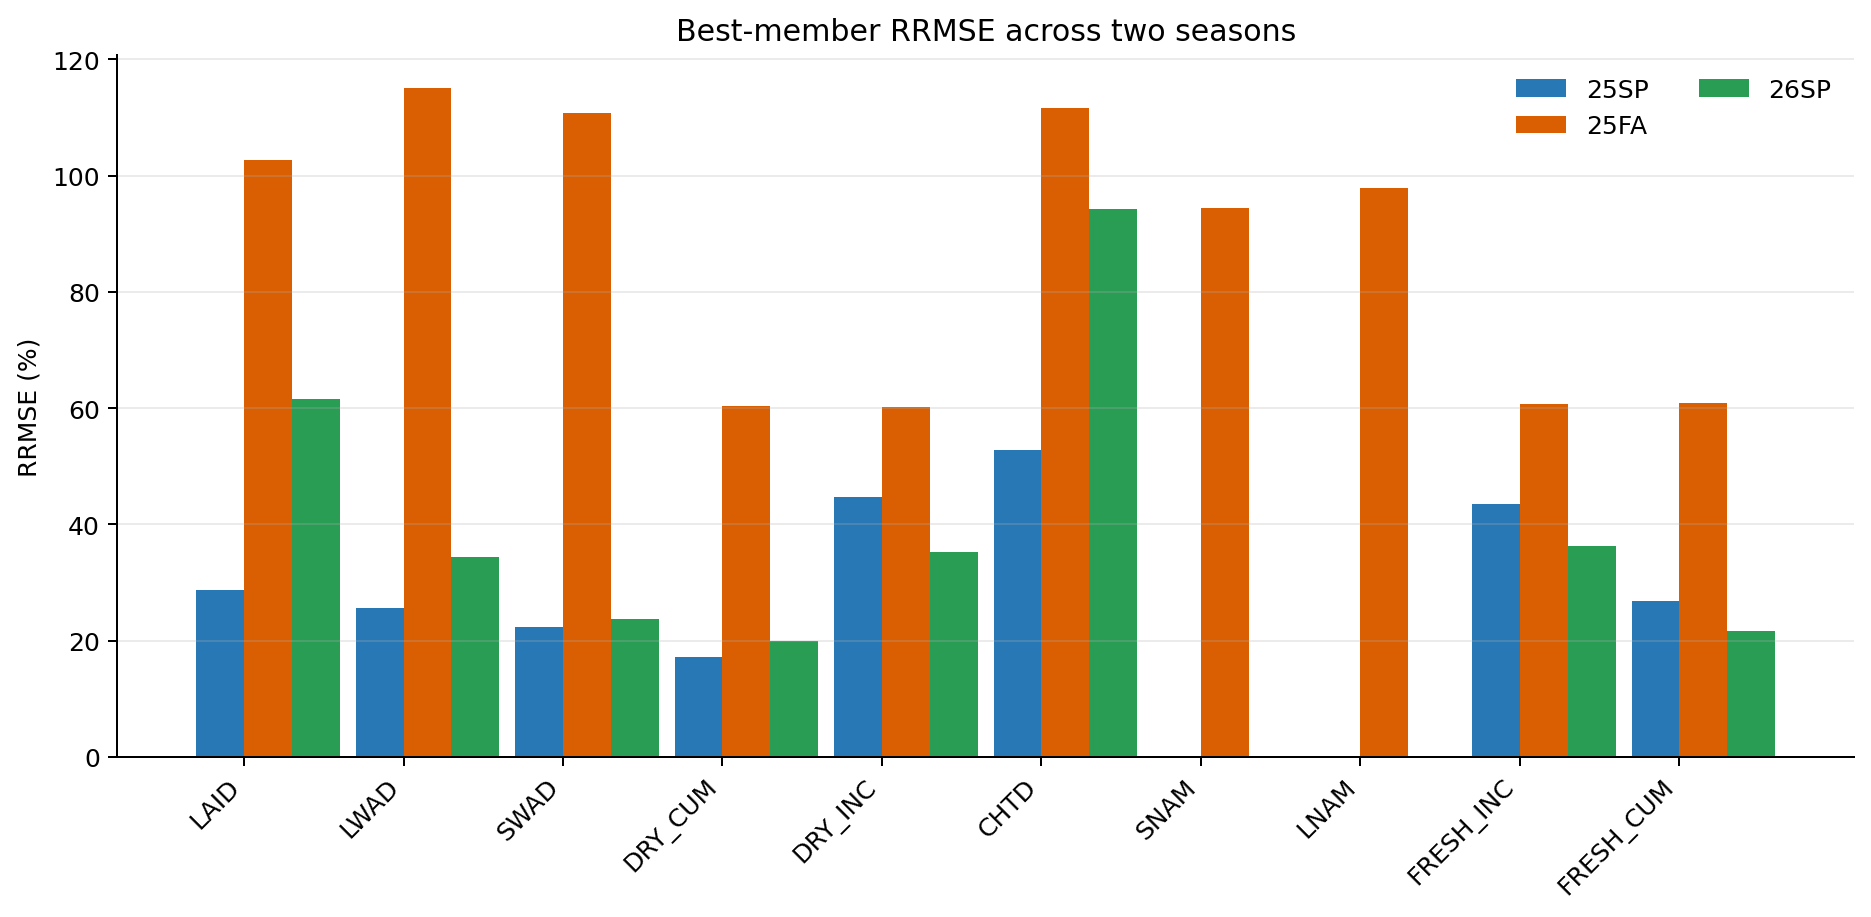 Best-member RRMSE across two seasons
25SP
25FA
26SP
RRMSE (%)
120
100
80
60
40
20
0
LAID
LWAD
SWAD
DRY_CUM
DRY_INC
CHTD
SNAM
LNAM
FRESH_INC
FRESH_CUM